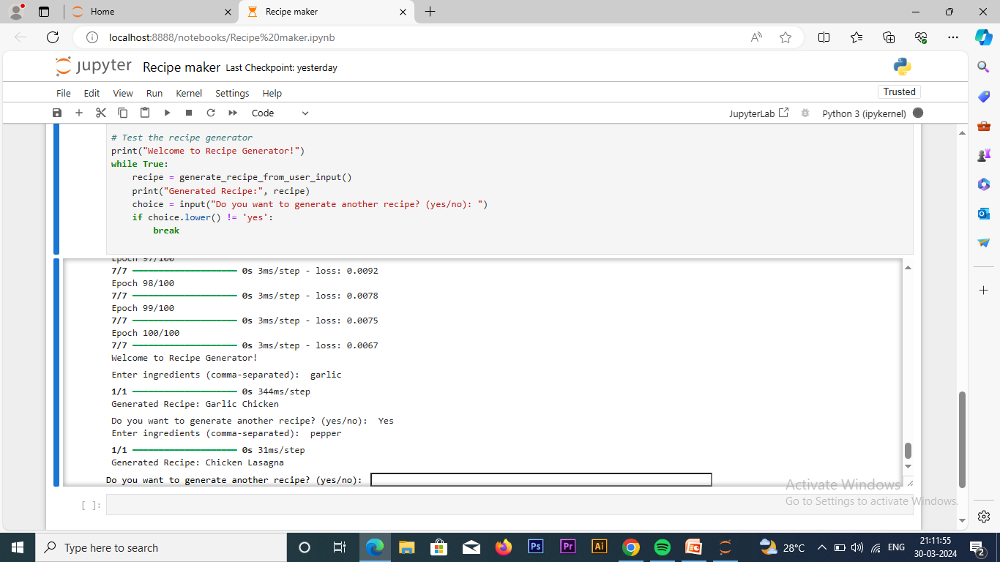 Home
Recipe maker
localhost:8888/notebooks/Recipe%20maker.ipynb
jupyter Recipe maker Last Checkpoint: yesterday
File Edit View Run Kernel Settings Help
Trusted
Code
JupyterLab
Python 3 (ipykernel)
# Test the recipe generator
print("Welcome to Recipe Generator!")
while True:
    recipe = generate_recipe_from_user_input()
    print("Generated Recipe:", recipe)
    choice = input("Do you want to generate another recipe? (yes/no): ")
    if choice.lower() != 'yes':
        break
Epoch 97/100
7/7 0s 3ms/step - loss: 0.0092
Epoch 98/100
7/7 0s 3ms/step - loss: 0.0078
Epoch 99/100
7/7 0s 3ms/step - loss: 0.0075
Epoch 100/100
7/7 0s 3ms/step - loss: 0.0067
Welcome to Recipe Generator!
Enter ingredients (comma-separated): garlic
1/1 0s 344ms/step
Generated Recipe: Garlic Chicken
Do you want to generate another recipe? (yes/no): Yes
Enter ingredients (comma-separated): pepper
1/1 0s 31ms/step
Generated Recipe: Chicken Lasagna
Do you want to generate another recipe? (yes/no):
[ ]:
Activate Windows
Go to Settings to activate Windows.
Type here to search
Ps
Pr
Ai
28°C
ENG
21:11:55
30-03-2024
2